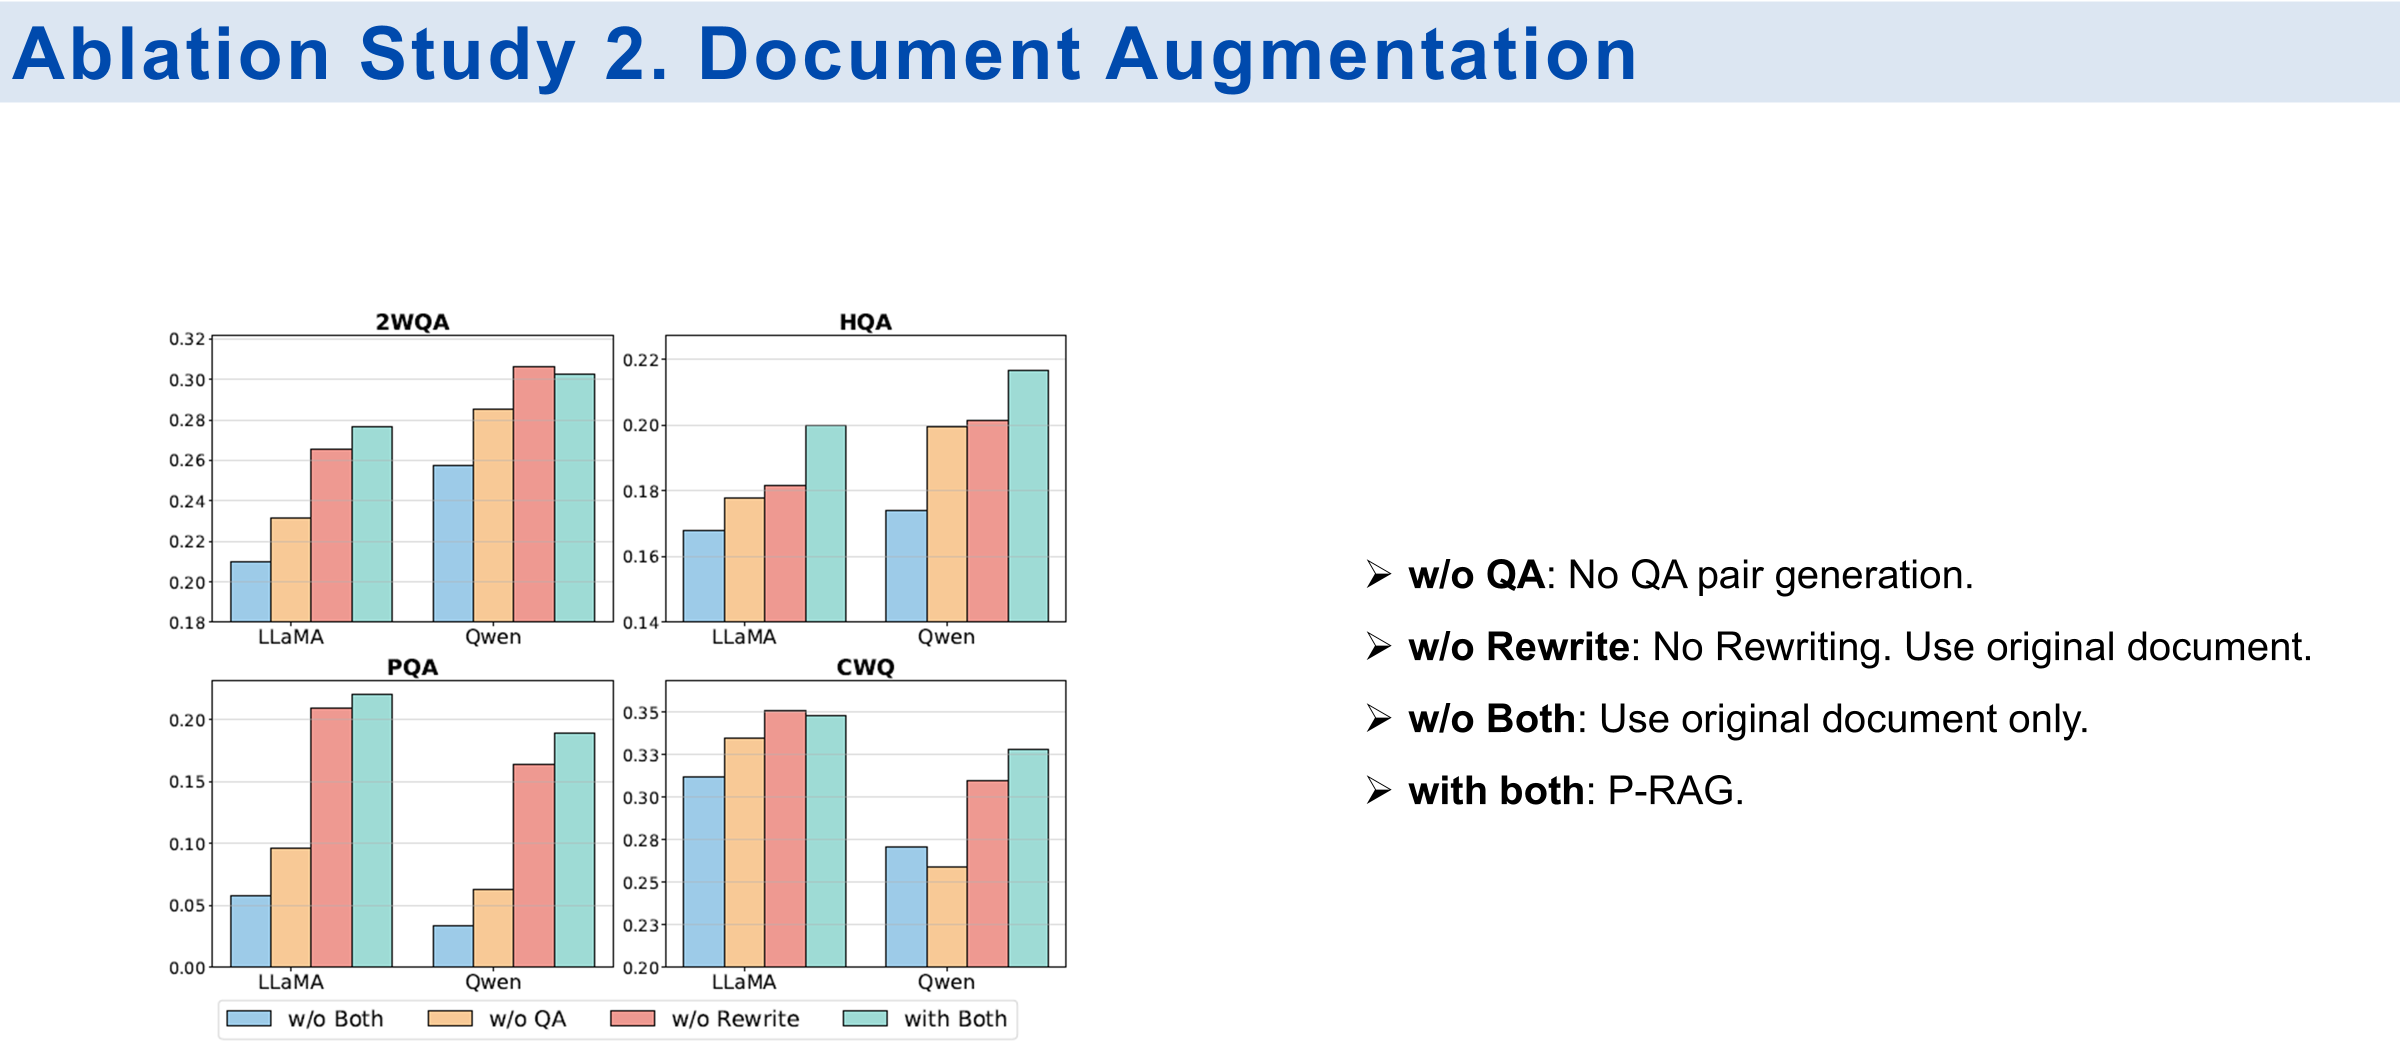 Ablation Study 2. Document Augmentation
2WQA
0.32
0.30
0.28
0.26
0.24
0.22
0.20
0.18
LLaMA Qwen
HQA
0.22
0.20
0.18
0.16
0.14
LLaMA Qwen
PQA
0.20
0.15
0.10
0.05
0.00
LLaMA Qwen
CWQ
0.35
0.33
0.30
0.28
0.25
0.23
0.20
LLaMA Qwen
w/o Both w/o QA w/o Rewrite with Both
➢ w/o QA: No QA pair generation.
➢ w/o Rewrite: No Rewriting. Use original document.
➢ w/o Both: Use original document only.
➢ with both: P-RAG.